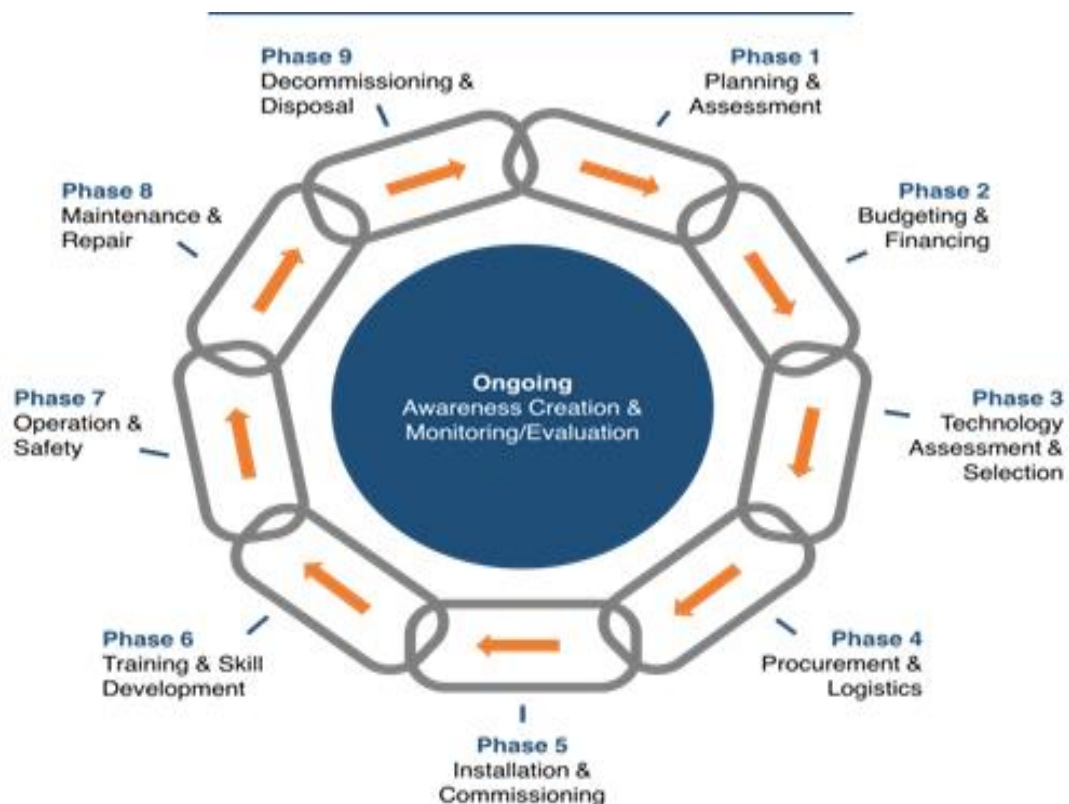 Phase 1
Planning &
Assessment
Phase 2
Budgeting &
Financing
Phase 3
Technology
Assessment &
Selection
Phase 4
Procurement &
Logistics
Phase 5
Installation &
Commissioning
Phase 6
Training & Skill
Development
Phase 7
Operation &
Safety
Phase 8
Maintenance &
Repair
Phase 9
Decommissioning &
Disposal
Ongoing
Awareness Creation &
Monitoring/Evaluation